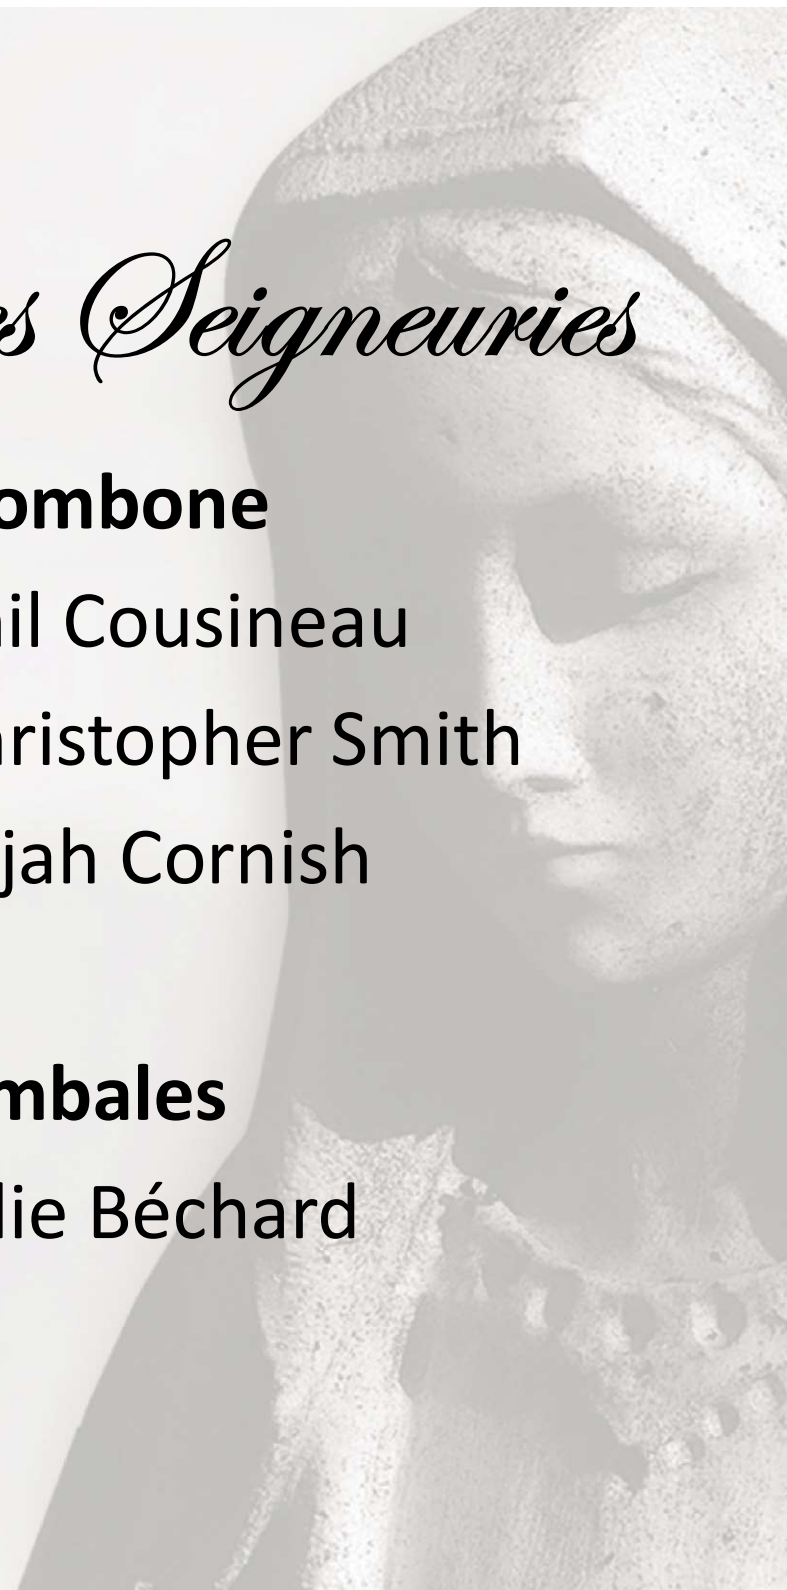 es Seigneuries
ombone
il Cousineau
ristopher Smith
jah Cornish
mbales
lie Béchard